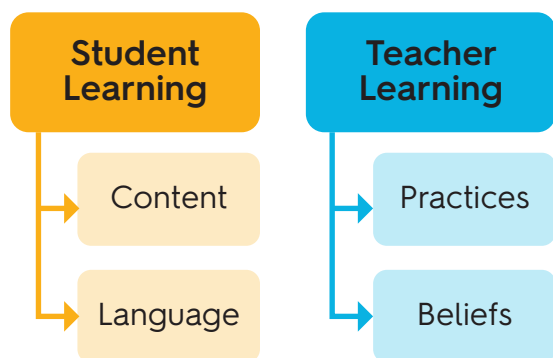 Student
Learning
Content
Language
Teacher
Learning
Practices
Beliefs